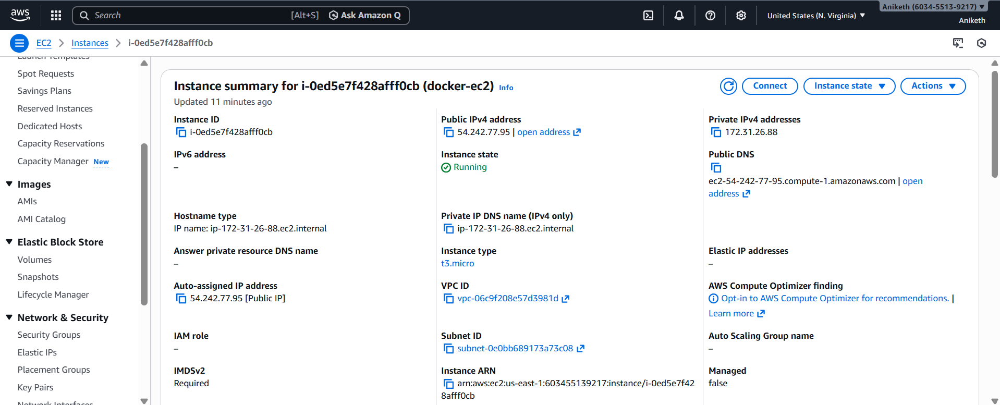 aws
Search [Alt+S] Ask Amazon Q
United States (N. Virginia) ▼
Aniketh (6034-5513-9217) ▼
Aniketh
EC2 > Instances > i-0ed5e7f428afff0cb
Launch Templates
Spot Requests
Savings Plans
Reserved Instances
Dedicated Hosts
Capacity Reservations
Capacity Manager New
Images
AMIs
AMI Catalog
Elastic Block Store
Volumes
Snapshots
Lifecycle Manager
Network & Security
Security Groups
Elastic IPs
Placement Groups
Key Pairs
Network Interfaces
Instance summary for i-0ed5e7f428afff0cb (docker-ec2) Info
Updated 11 minutes ago
Connect
Instance state
Actions
Instance ID
i-0ed5e7f428afff0cb
Public IPv4 address
54.242.77.95 | open address
Private IPv4 addresses
172.31.26.88
IPv6 address
–
Instance state
Running
Public DNS
ec2-54-242-77-95.compute-1.amazonaws.com | open
address
Hostname type
IP name: ip-172-31-26-88.ec2.internal
Private IP DNS name (IPv4 only)
ip-172-31-26-88.ec2.internal
Answer private resource DNS name
–
Instance type
t3.micro
Elastic IP addresses
–
Auto-assigned IP address
54.242.77.95 [Public IP]
VPC ID
vpc-06c9f208e57d3981d
AWS Compute Optimizer finding
Opt-in to AWS Compute Optimizer for recommendations. |
Learn more
IAM role
–
Subnet ID
subnet-0e0bb689173a73c08
Auto Scaling Group name
–
IMDSv2
Required
Instance ARN
arn:aws:ec2:us-east-1:603455139217:instance/i-0ed5e7f42
8afff0cb
Managed
false